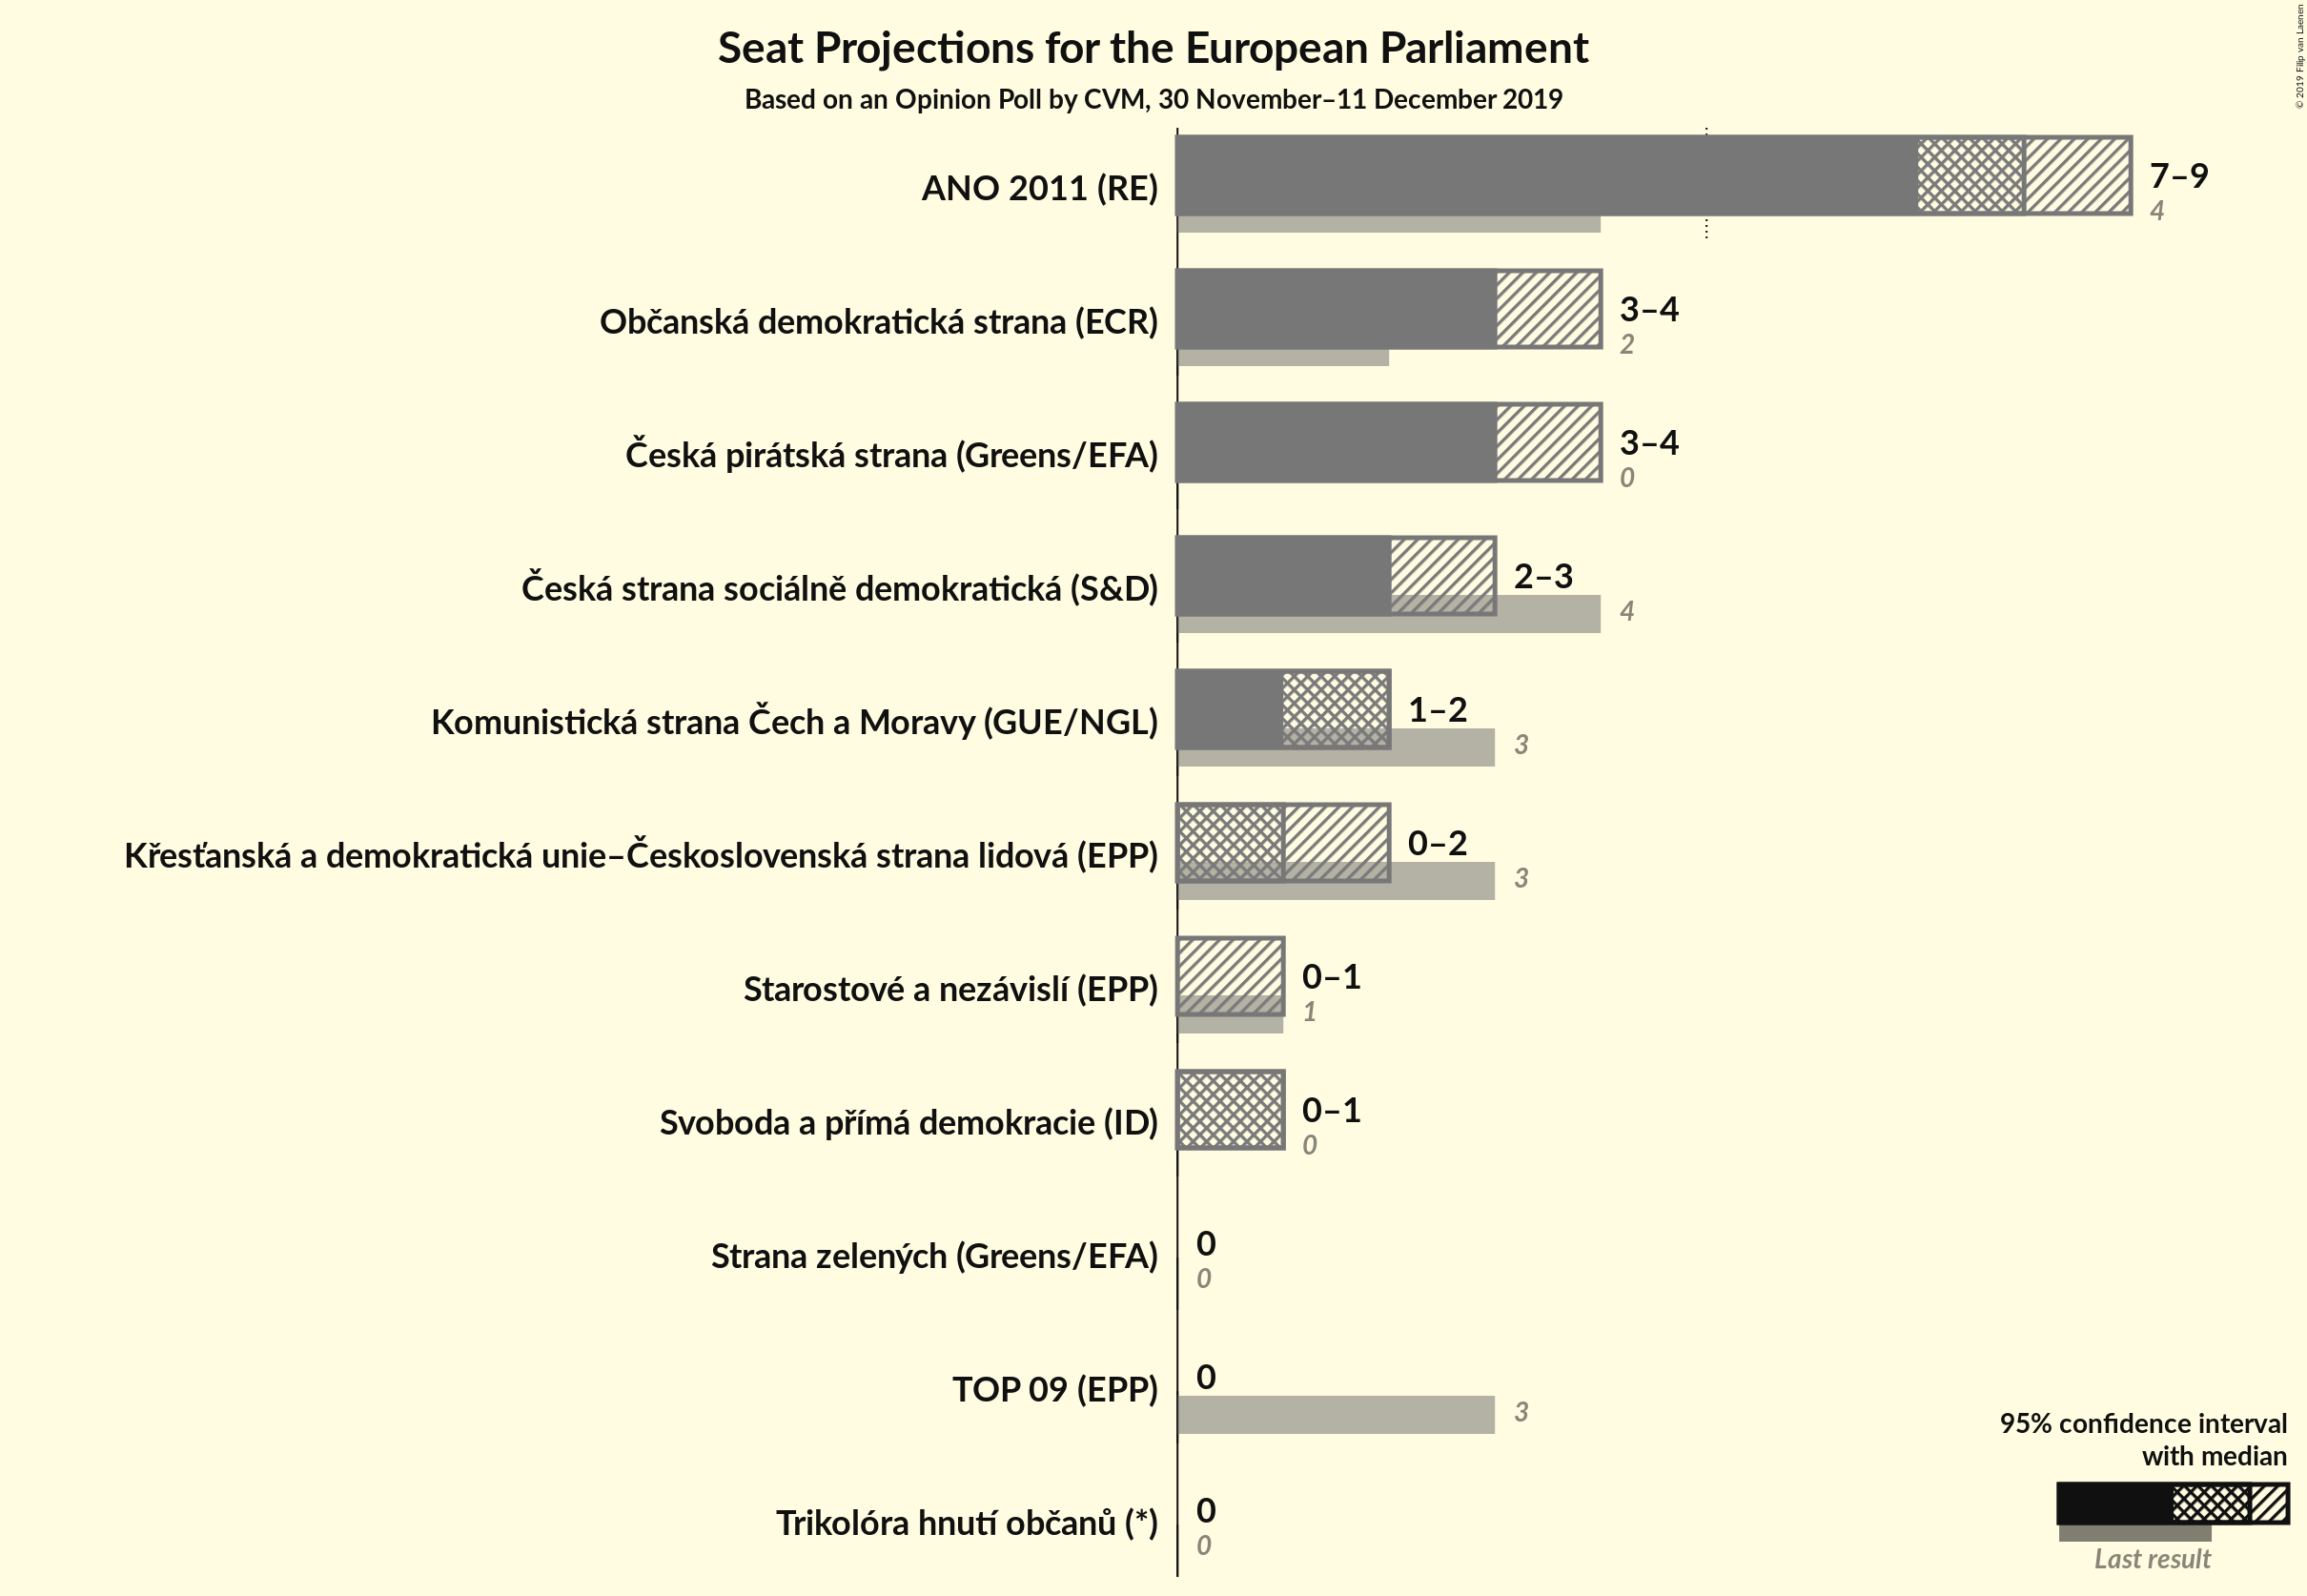 Seat Projections for the European Parliament
Based on an Opinion Poll by CVM, 30 November–11 December 2019
© 2019 Filip van Laenen
ANO 2011 (RE)
7–9
4
Občanská demokratická strana (ECR)
3–4
2
Česká pirátská strana (Greens/EFA)
3–4
0
Česká strana sociálně demokratická (S&D)
2–3
4
Komunistická strana Čech a Moravy (GUE/NGL)
1–2
3
Křesťanská a demokratická unie–Československá strana lidová (EPP)
0–2
3
Starostové a nezávislí (EPP)
0–1
1
Svoboda a přímá demokracie (ID)
0–1
0
Strana zelených (Greens/EFA)
0
0
TOP 09 (EPP)
0
3
Trikolóra hnutí občanů (*)
0
0
95% confidence interval
with median
Last result